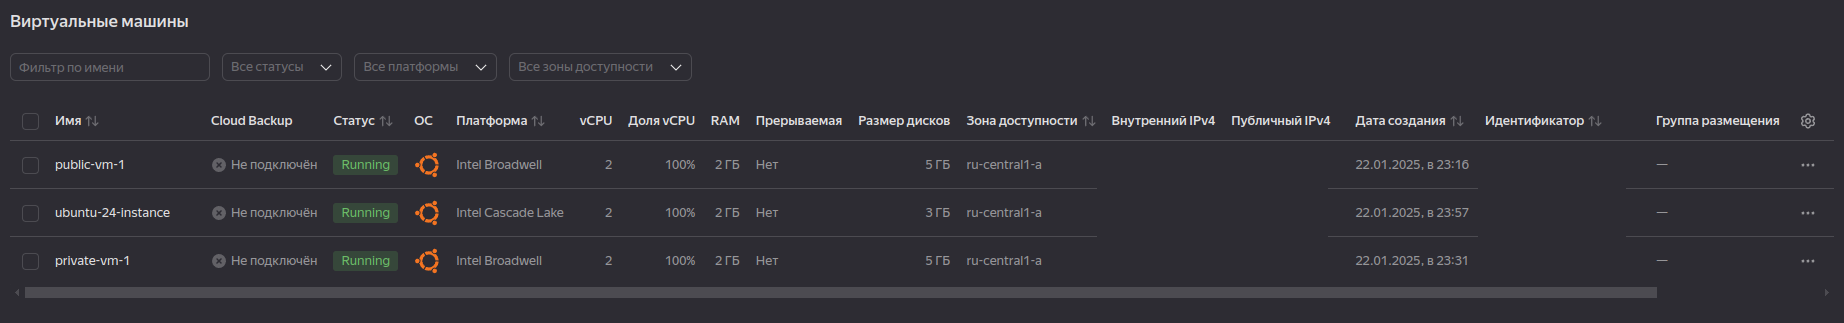 Виртуальные машины
Фильтр по имени Все статусы Все платформы Все зоны доступности
Имя Cloud Backup Статус ОС Платформа vCPU Доля vCPU RAM Прерываемая Размер дисков Зона доступности Внутренний IPv4 Публичный IPv4 Дата создания Идентификатор Группа размещения
public-vm-1 Не подключён Running Intel Broadwell 2 100% 2 ГБ Нет 5 ГБ ru-central1-a 22.01.2025, в 23:16 —
ubuntu-24-instance Не подключён Running Intel Cascade Lake 2 100% 2 ГБ Нет 3 ГБ ru-central1-a 22.01.2025, в 23:57 —
private-vm-1 Не подключён Running Intel Broadwell 2 100% 2 ГБ Нет 5 ГБ ru-central1-a 22.01.2025, в 23:31 —